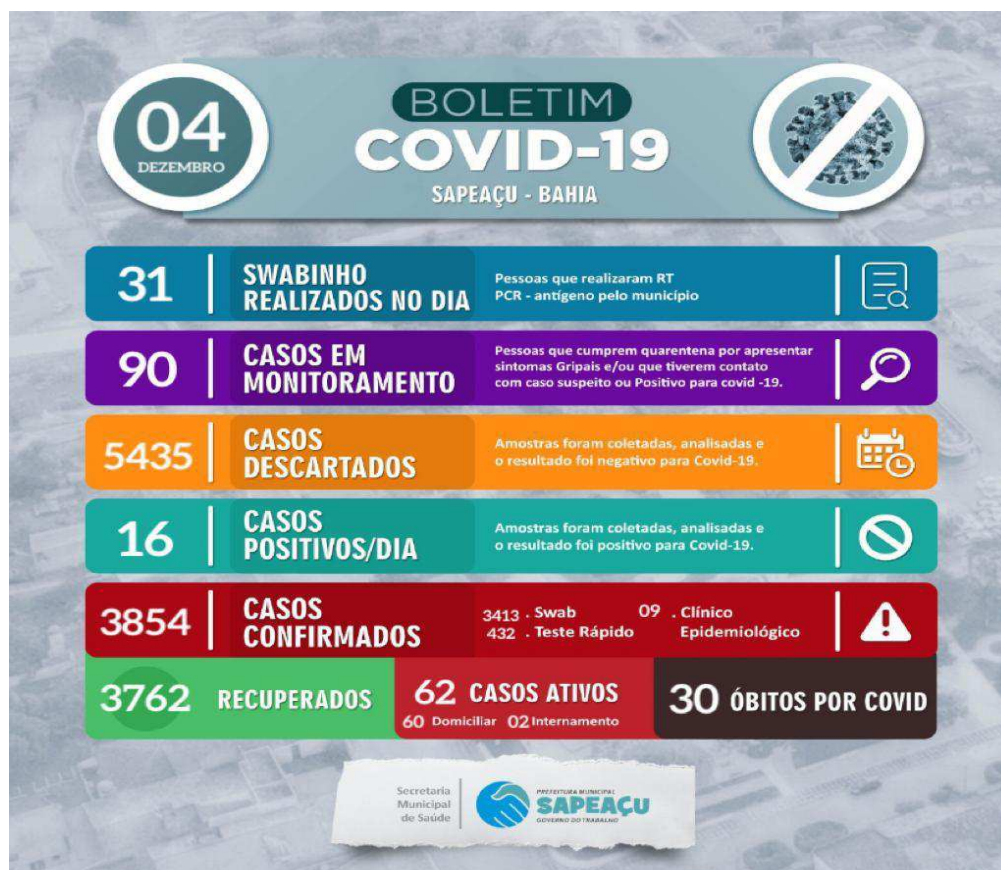 04
DEZEMBRO
BOLETIM
COVID-19
SAPEAÇU - BAHIA
31
SWABINHO
REALIZADOS NO DIA
Pessoas que realizaram RT
PCR - antígeno pelo município
90
CASOS EM
MONITORAMENTO
Pessoas que cumprem quarentena por apresentar
sintomas Gripais e/ou que tiverem contato
com caso suspeito ou Positivo para covid -19.
5435
CASOS
DESCARTADOS
Amostras foram coletadas, analisadas e
o resultado foi negativo para Covid-19.
16
CASOS
POSITIVOS/DIA
Amostras foram coletadas, analisadas e
o resultado foi positivo para Covid-19.
3854
CASOS
CONFIRMADOS
3413 . Swab
432 . Teste Rápido
09 . Clínico
Epidemiológico
3762 RECUPERADOS
62 CASOS ATIVOS
60 Domiciliar 02 Internamento
30 ÓBITOS POR COVID
Secretaria
Municipal
de Saúde
PREFEITURA MUNICIPAL
SAPEAÇU
GOVERNO DO TRABALHO